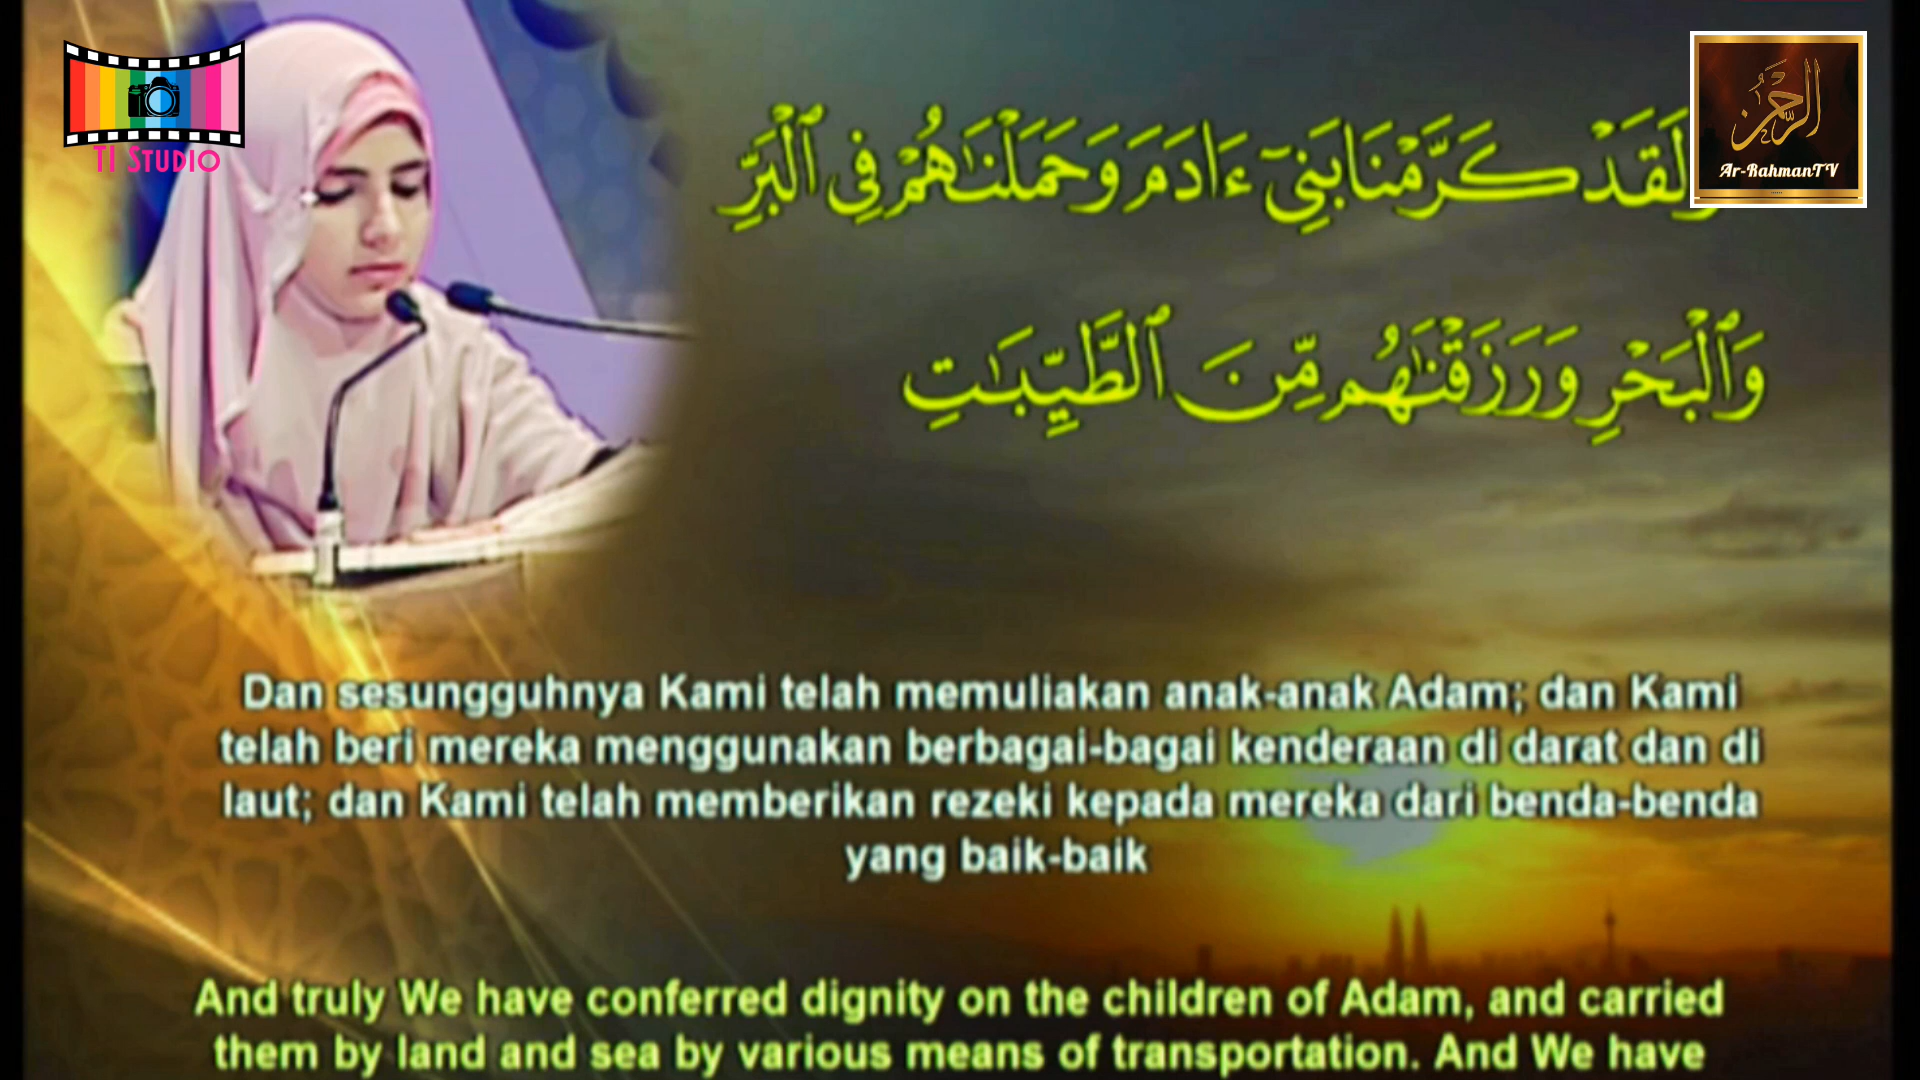 TI STUDIO
الرحمن
Ar-RahmanTV
لَقَدْ كَرَّمْنَا بَنِىٓ ءَادَمَ وَحَمَلْنَٰهُمْ فِى ٱلْبَرِّ
وَٱلْبَحْرِ وَرَزَقْنَٰهُم مِّنَ ٱلطَّيِّبَٰتِ
Dan sesungguhnya Kami telah memuliakan anak-anak Adam; dan Kami
telah beri mereka menggunakan berbagai-bagai kenderaan di darat dan di
laut; dan Kami telah memberikan rezeki kepada mereka dari benda-benda
yang baik-baik
And truly We have conferred dignity on the children of Adam, and carried
them by land and sea by various means of transportation. And We have